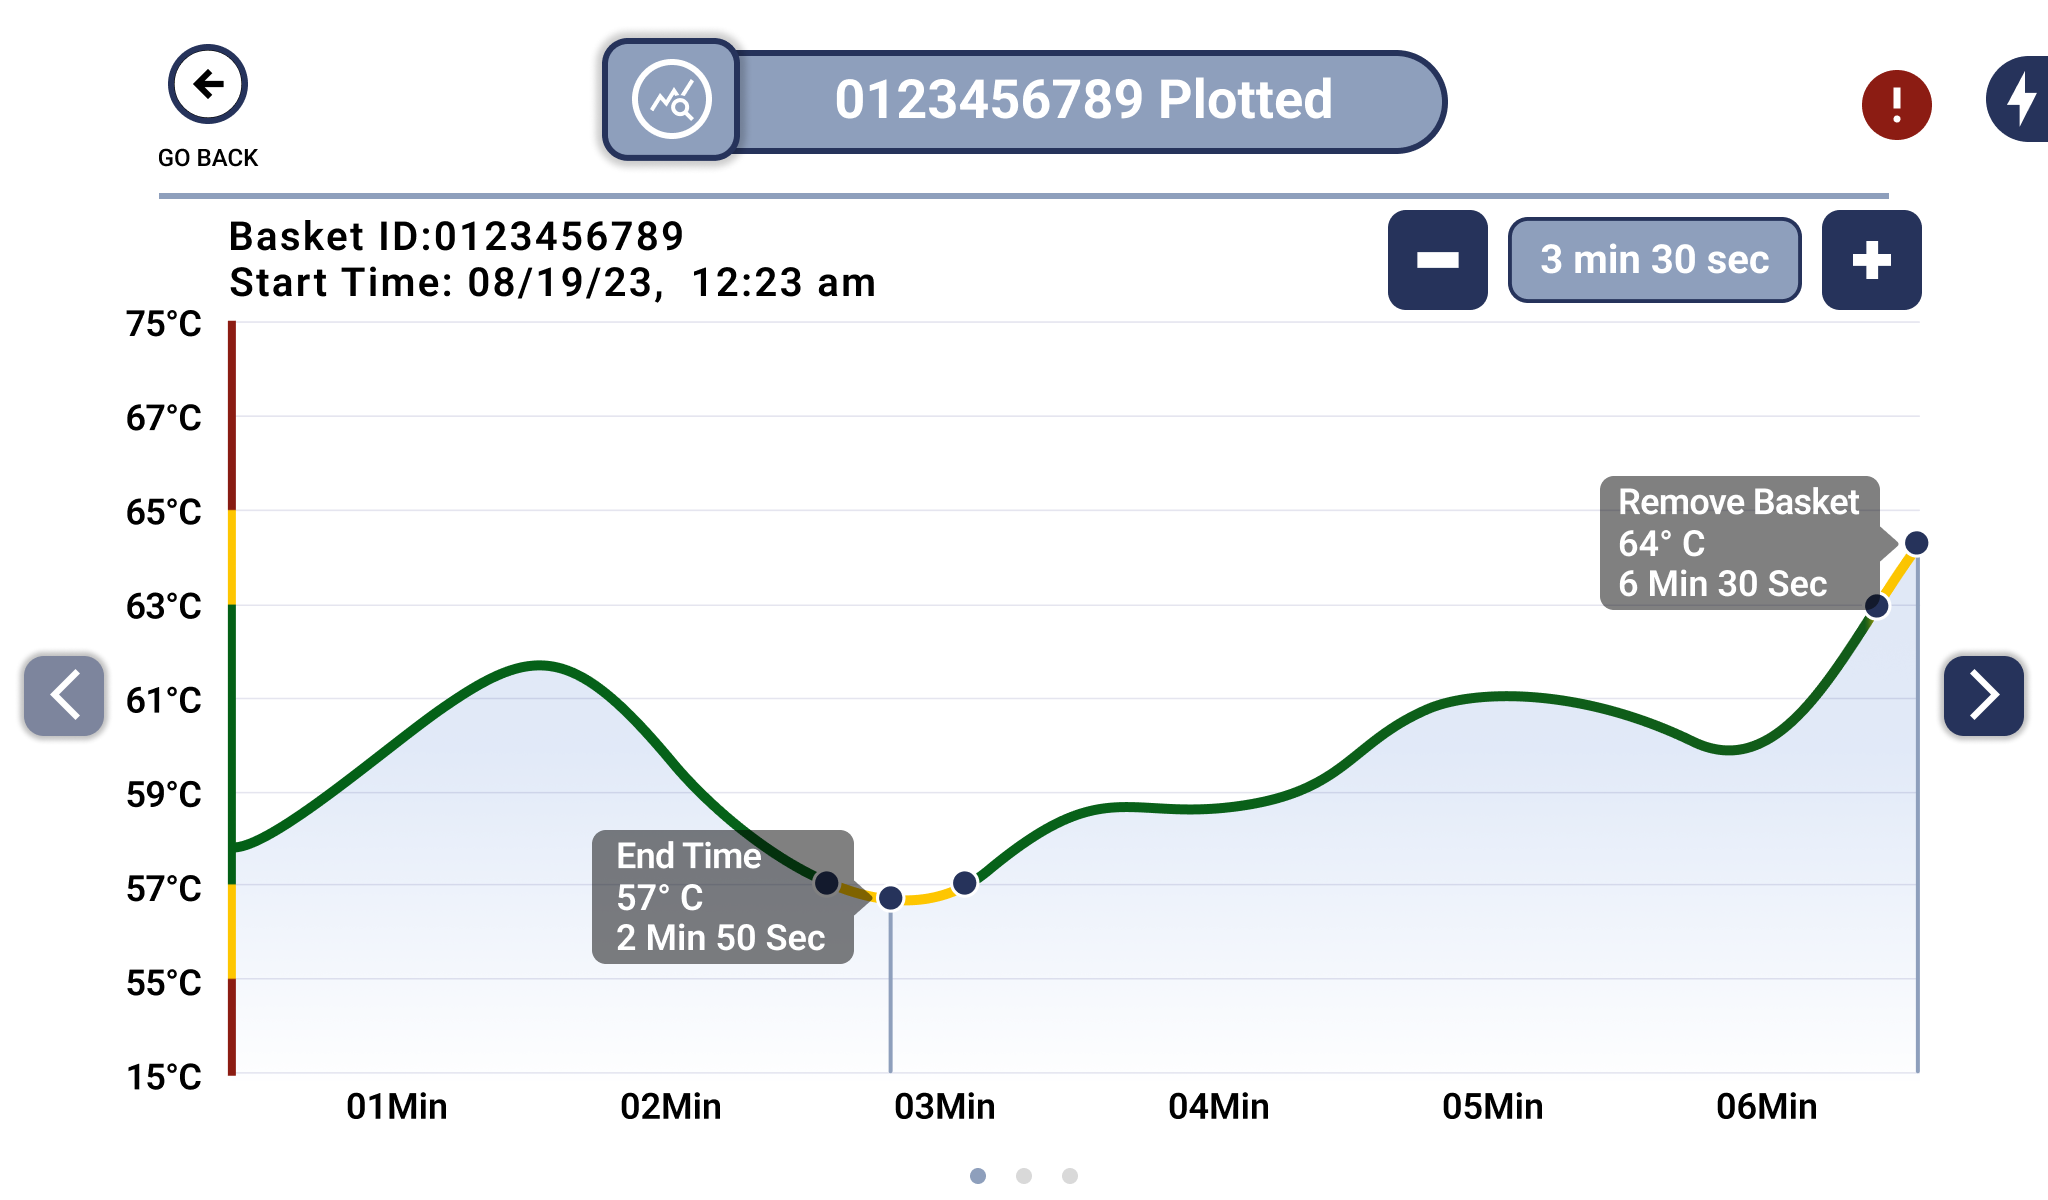 0123456789 Plotted
GO BACK
Basket ID:0123456789
Start Time: 08/19/23, 12:23 am
3 min 30 sec
75°C
67°C
65°C
63°C
61°C
59°C
57°C
55°C
15°C
Remove Basket
64° C
6 Min 30 Sec
End Time
57° C
2 Min 50 Sec
01Min 02Min 03Min 04Min 05Min 06Min